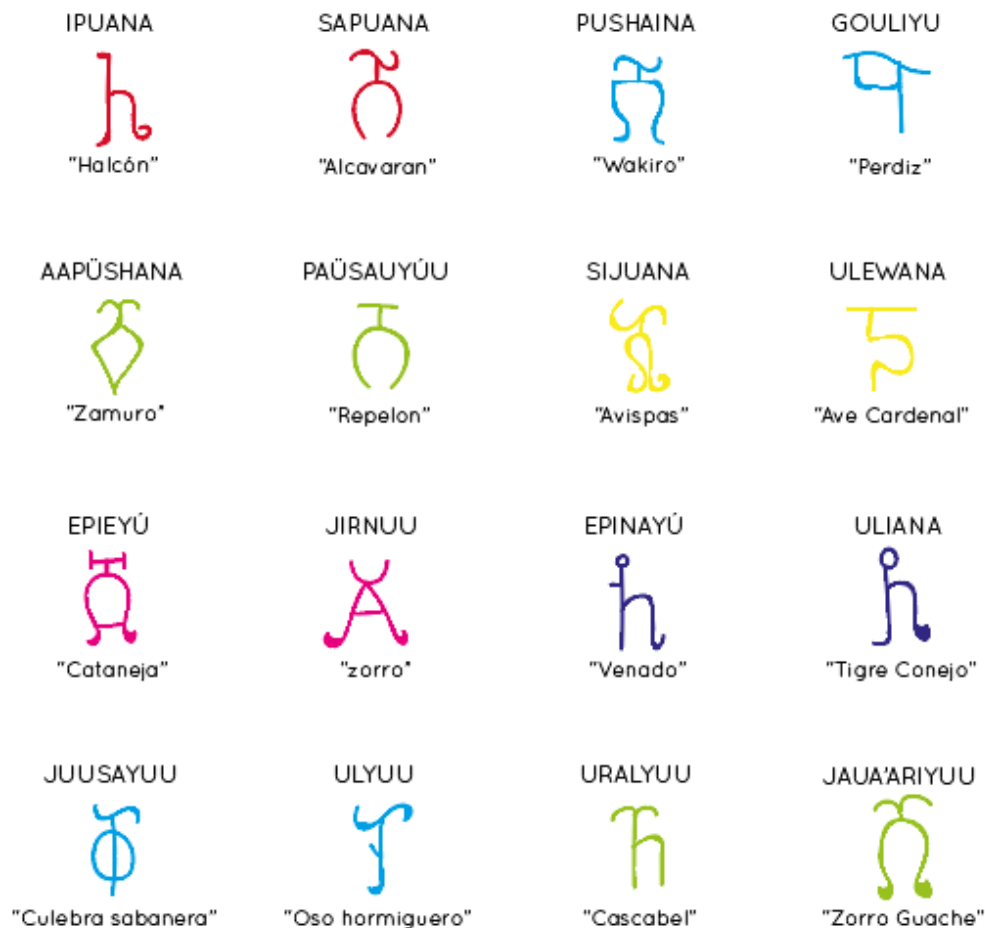 IPUANA SAPUANA PUSHAINA GOULIYU
"Halcón" "Alcavaran" "Wakiro" "Perdiz"
AAPÜSHANA PAÜSAUYÚU SIJUANA ULEWANA
"Zamuro" "Repelon" "Avispas" "Ave Cardenal"
EPIEYÚ JIRNUU EPINAYÚ ULIANA
"Cataneja" "zorro" "Venado" "Tigre Conejo"
JUUSAYUU ULYUU URALYUU JAUA'ARIYUU
"Culebra sabanera" "Oso hormiguero" "Cascabel" "Zorro Guache"